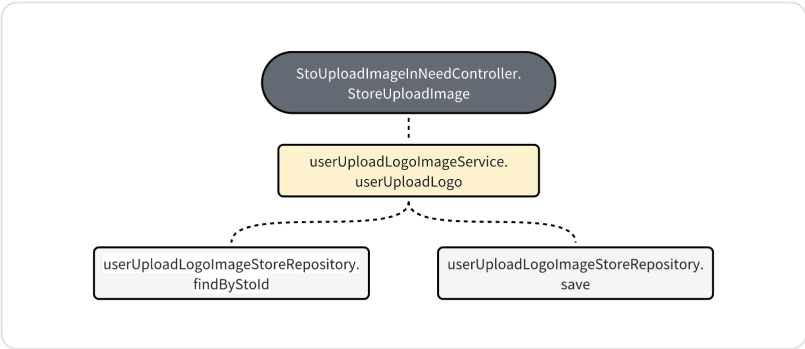 StoUploadImageInNeedController.
StoreUploadImage
userUploadLogoImageService.
userUploadLogo
userUploadLogoImageStoreRepository.
findByStoId
userUploadLogoImageStoreRepository.
save